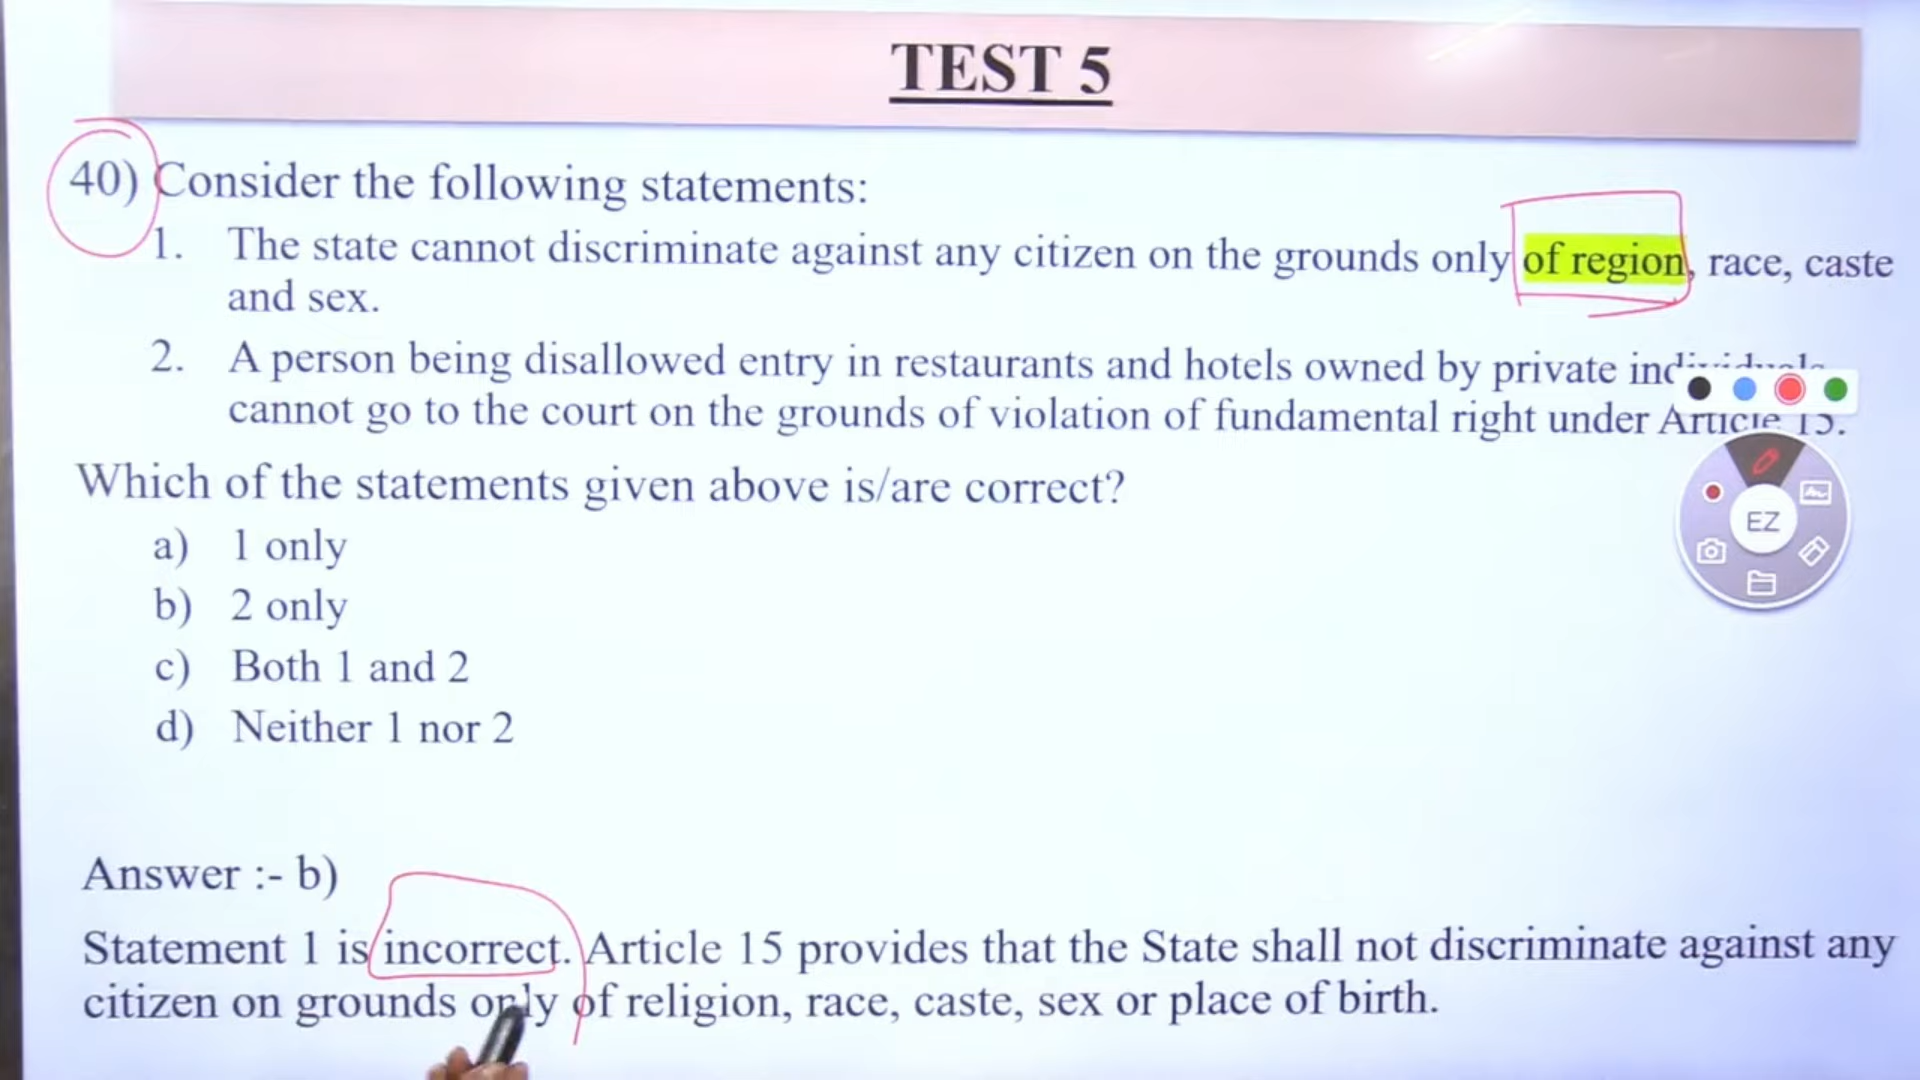 TEST 5
40) Consider the following statements:
1. The state cannot discriminate against any citizen on the grounds only of region, race, caste
and sex.
2. A person being disallowed entry in restaurants and hotels owned by private individuals
cannot go to the court on the grounds of violation of fundamental right under Article 15.
EZ
Which of the statements given above is/are correct?
a) 1 only
b) 2 only
c) Both 1 and 2
d) Neither 1 nor 2
Answer :- b)
Statement 1 is incorrect. Article 15 provides that the State shall not discriminate against any
citizen on grounds only of religion, race, caste, sex or place of birth.